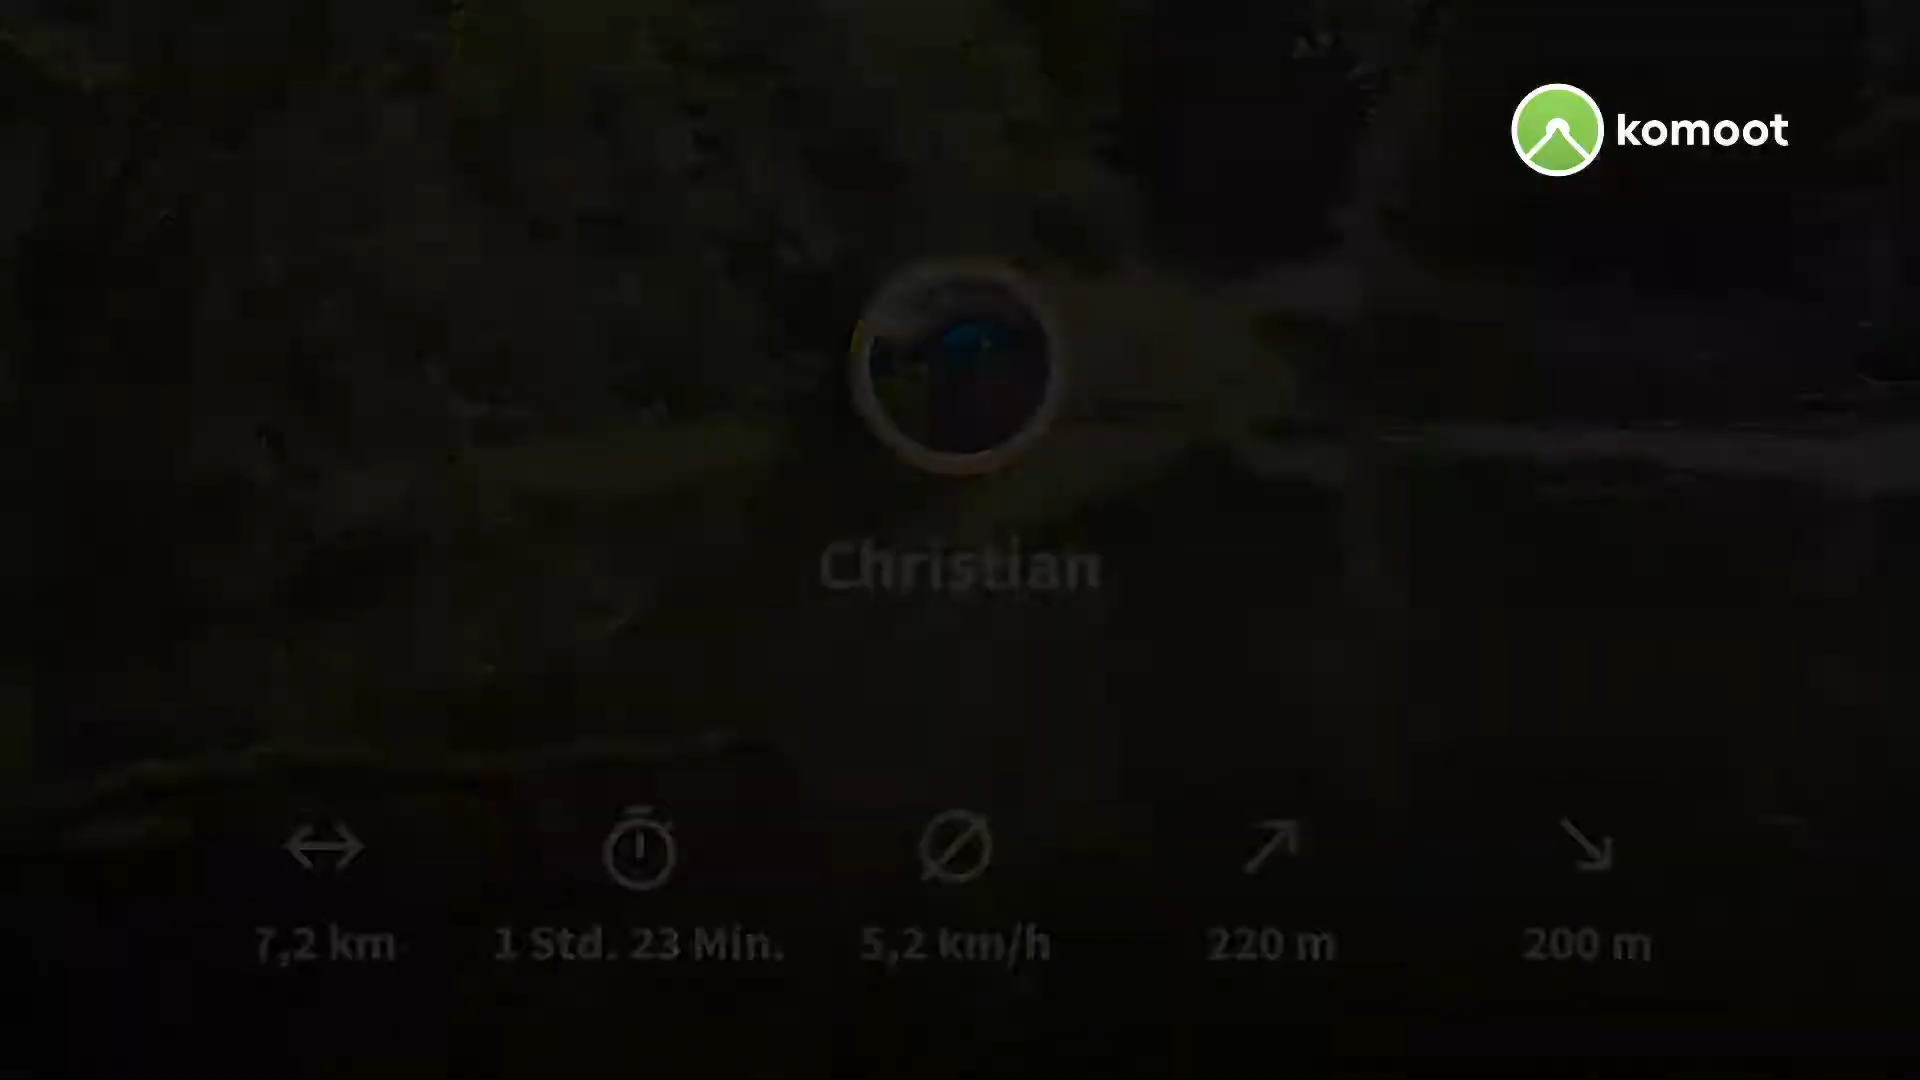 komoot
Christian
7,2 km
1 Std. 23 Min.
5,2 km/h
220 m
200 m